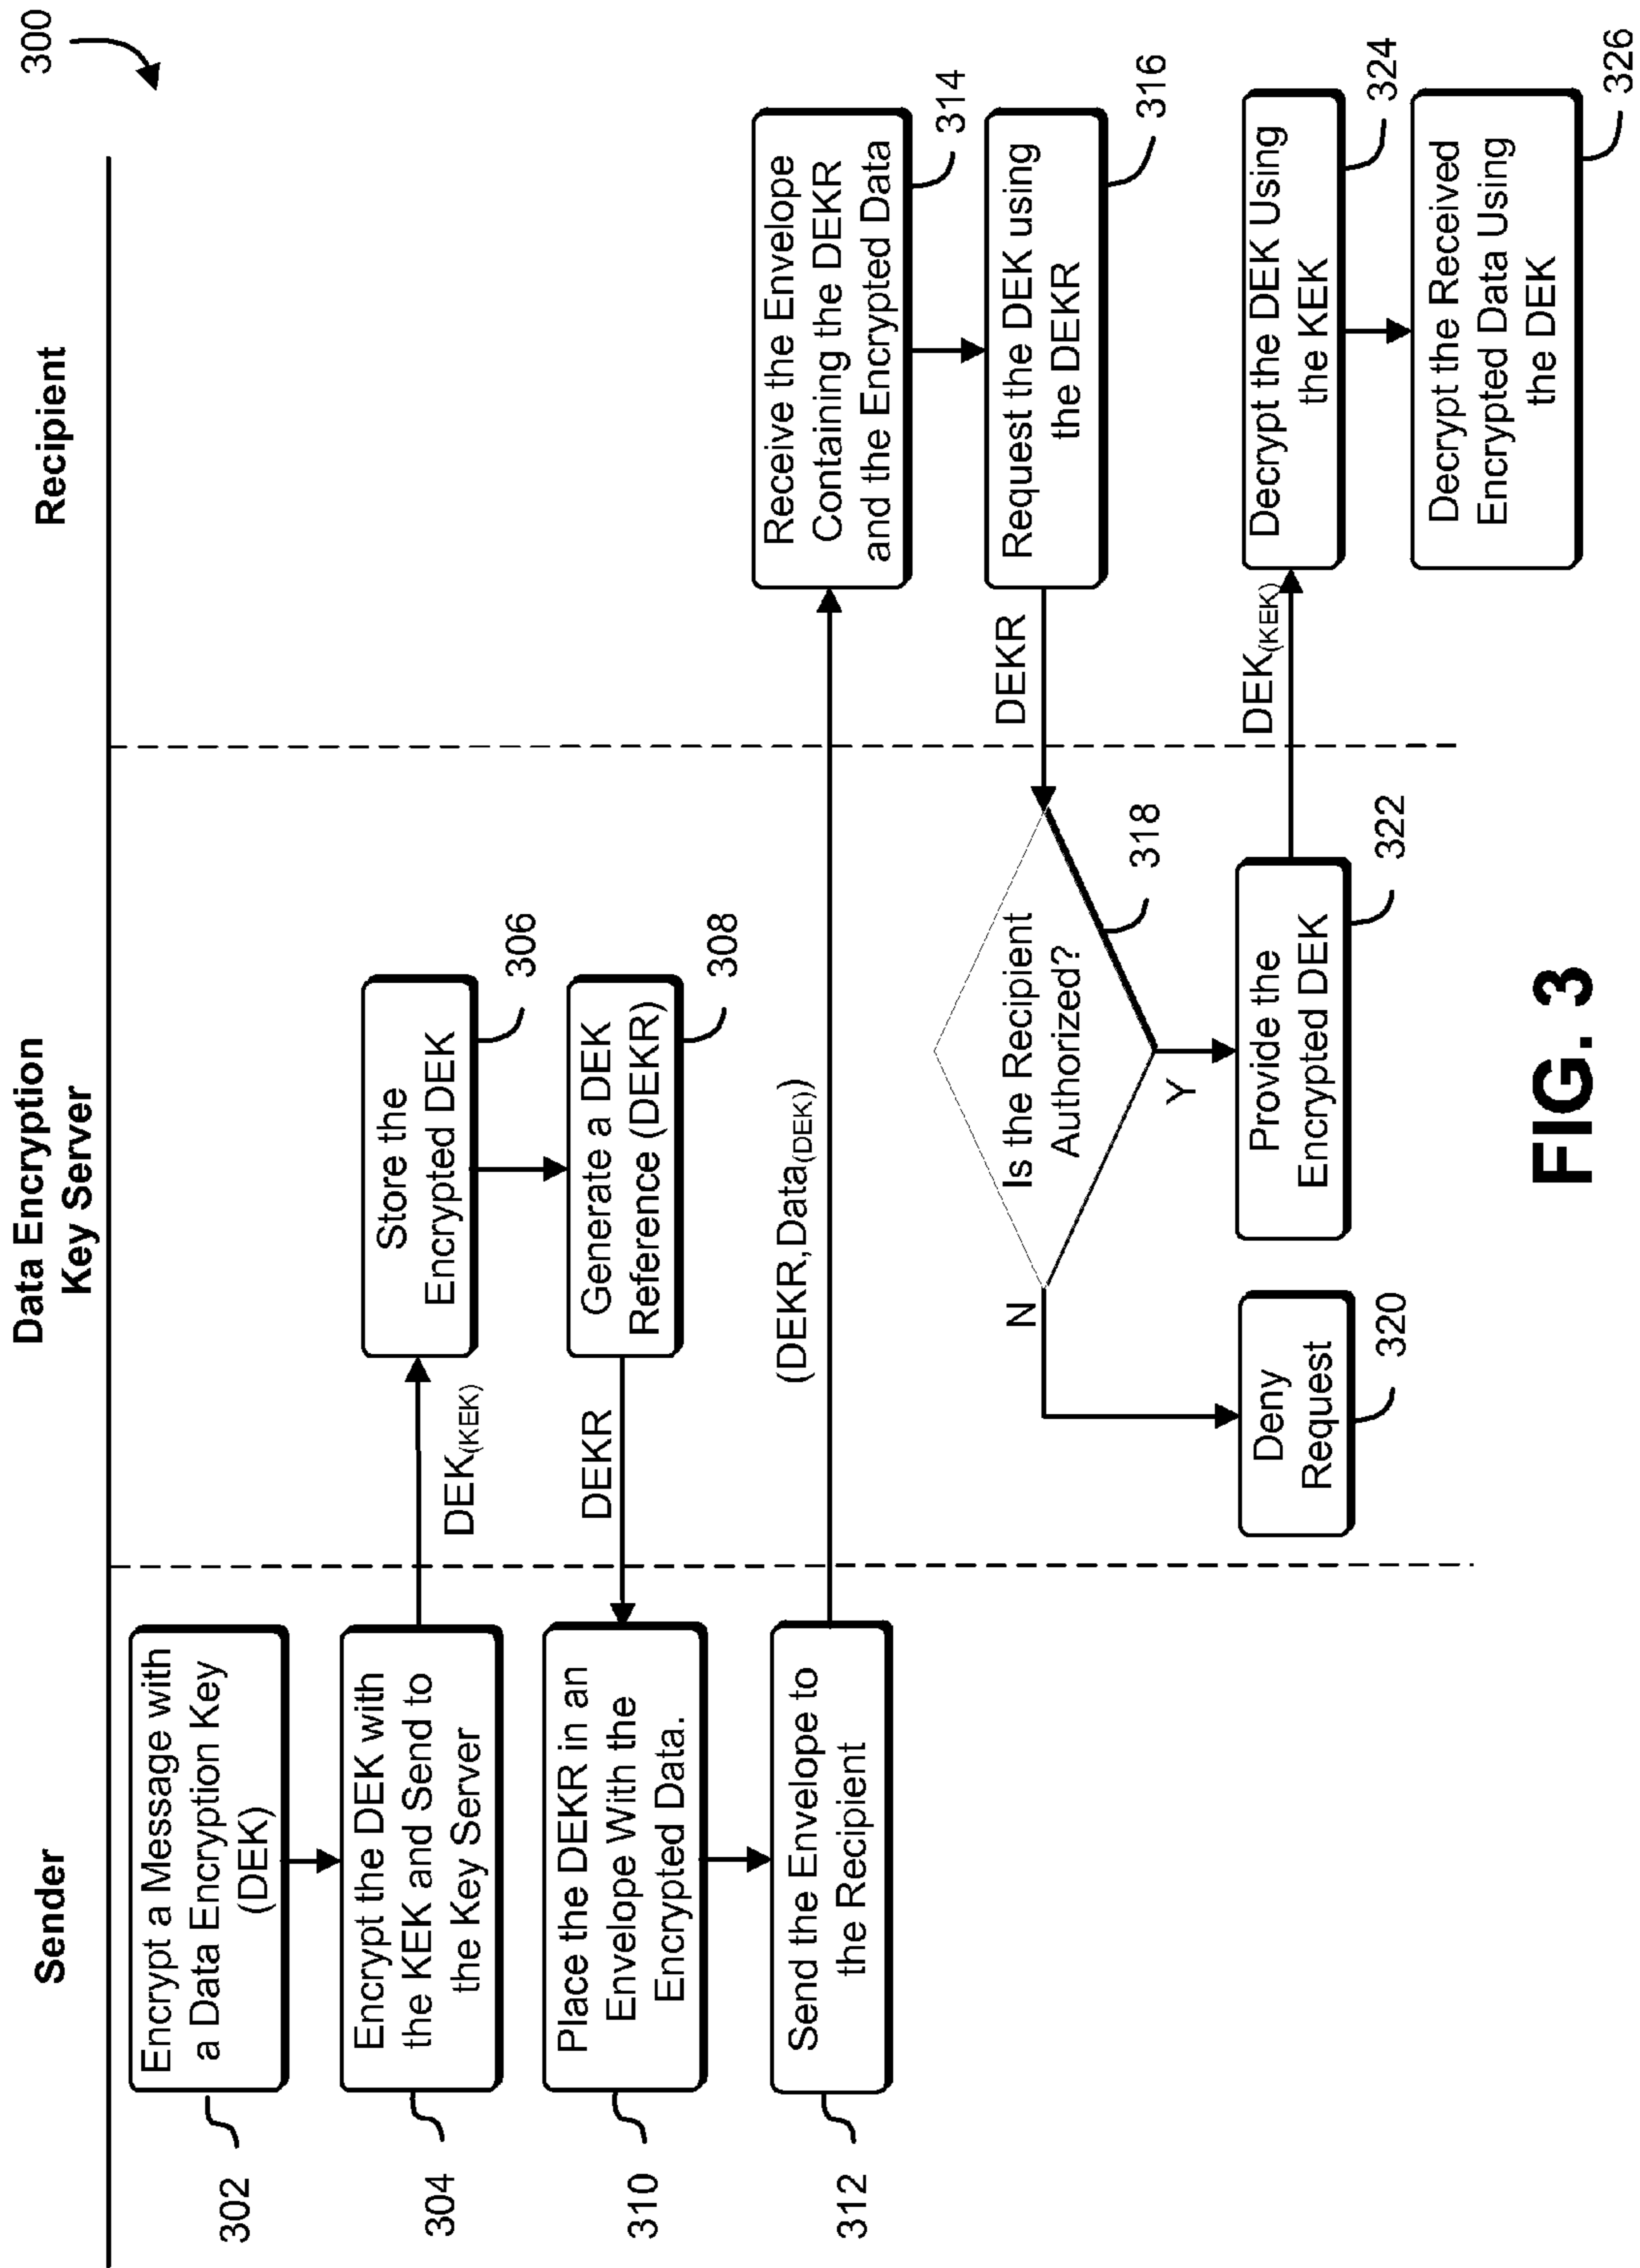 300
Sender
Data Encryption
Key Server
Recipient
Encrypt a Message with
a Data Encryption Key
(DEK)
302
Encrypt the DEK with
the KEK and Send to
the Key Server
304
DEK(KEK)
Store the
Encrypted DEK
306
Generate a DEK
Reference (DEKR)
308
DEKR
Place the DEKR in an
Envelope With the
Encrypted Data.
310
Send the Envelope to
the Recipient
312
(DEKR,Data(DEK))
Receive the Envelope
Containing the DEKR
and the Encrypted Data
314
Request the DEK using
the DEKR
316
DEKR
Is the Recipient
Authorized?
318
N
Y
Deny
Request
320
Provide the
Encrypted DEK
322
DEK(KEK)
Decrypt the DEK Using
the KEK
324
Decrypt the Received
Encrypted Data Using
the DEK
326
FIG. 3